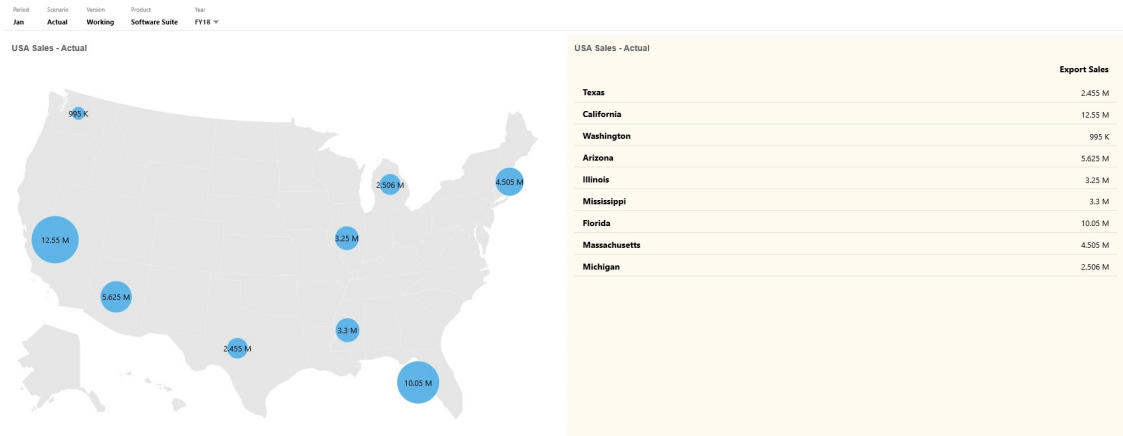 Period Scenario Version Product Year
Jan Actual Working Software Suite FY18
USA Sales - Actual
995 K
2.506 M
4.505 M
12.55 M
3.25 M
5.625 M
3.3 M
2.455 M
10.05 M
USA Sales - Actual
Export Sales
Texas 2.455 M
California 12.55 M
Washington 995 K
Arizona 5.625 M
Illinois 3.25 M
Mississippi 3.3 M
Florida 10.05 M
Massachusetts 4.505 M
Michigan 2.506 M